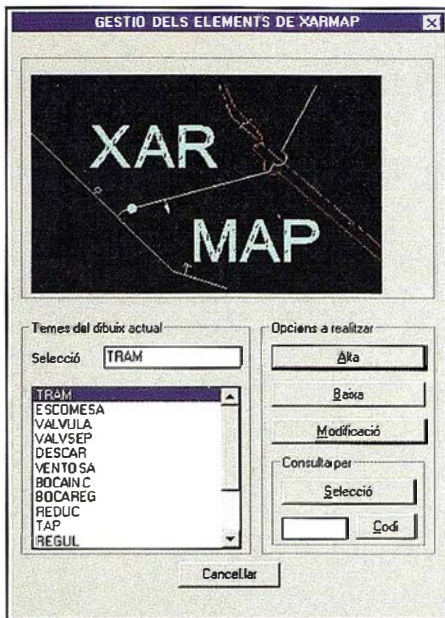 GESTIO DELS ELEMENTS DE XARMAP
XAR
MAP
Temes del dibuix actual
Selecció TRAM
TRAM
ESCOMESA
VALVULA
VALVSEP
DESCAR
VENTOSA
BOCAINC
BOCAREG
REDUC
TAP
REGUL
Opcions a realitzar
Alta
Baixa
Modificació
Consulta per
Selecció
Codi
Cancel.lar